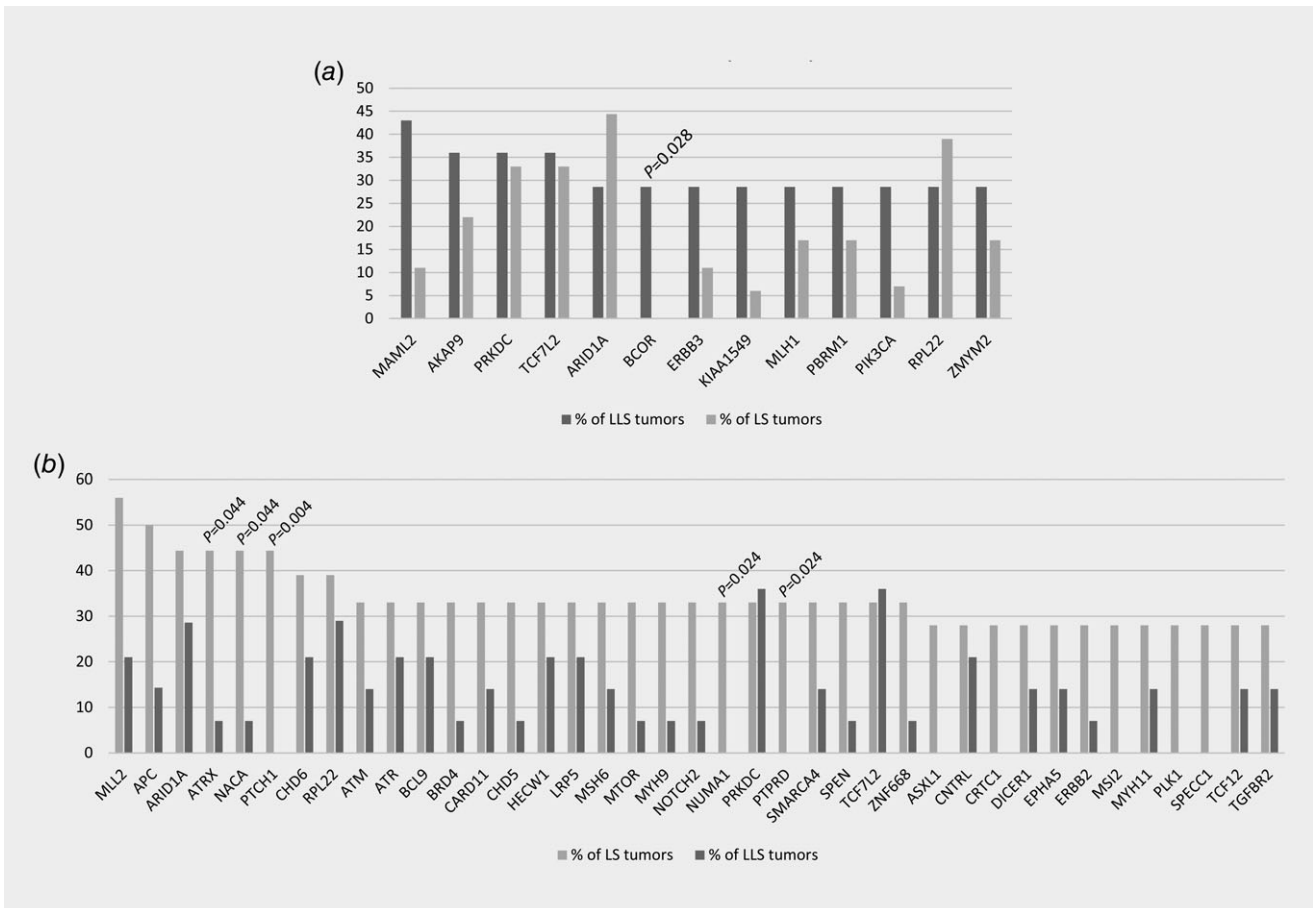 (a)
50
45
40
35
30
25
20
15
10
5
0
P=0.028
MAML2 AKAP9 PRKDC TCF7L2 ARID1A BCOR ERBB3 KIAA1549 MLH1 PBRM1 PIK3CA RPL22 ZMYM2
% of LLS tumors % of LS tumors
(b)
60
50
40
30
20
10
0
P=0.044 P=0.044 P=0.004 P=0.024 P=0.024
MLL2 APC ARID1A ATRX NACA PTCH1 CHD6 RPL22 ATM ATR BCL9 BRD4 CARD11 CHD5 HECW1 LRP5 MSH6 MTOR MYH9 NOTCH2 NUMA1 PRKDC PTPRD SMARCA4 SPEN TCF7L2 ZNF668 ASXL1 CNTRL CRTC1 DICER1 EPHA5 ERBB2 MSI2 MYH11 PLK1 SPECC1 TCF12 TGFBR2
% of LS tumors % of LLS tumors